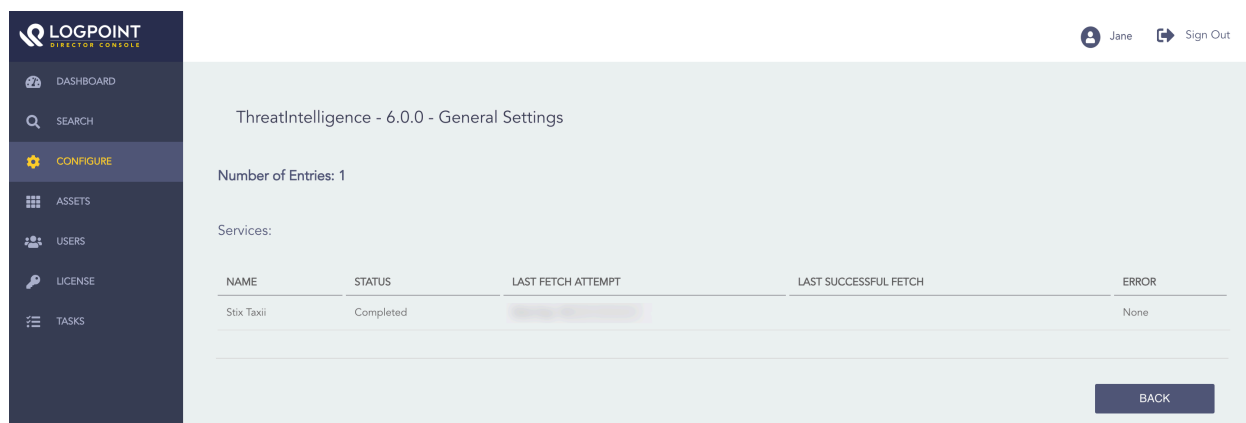 LOGPOINT
DIRECTOR CONSOLE
Jane Sign Out
DASHBOARD
SEARCH
CONFIGURE
ASSETS
USERS
LICENSE
TASKS
ThreatIntelligence - 6.0.0 - General Settings
Number of Entries: 1
Services:
NAME STATUS LAST FETCH ATTEMPT LAST SUCCESSFUL FETCH ERROR
Stix Taxii Completed None
BACK